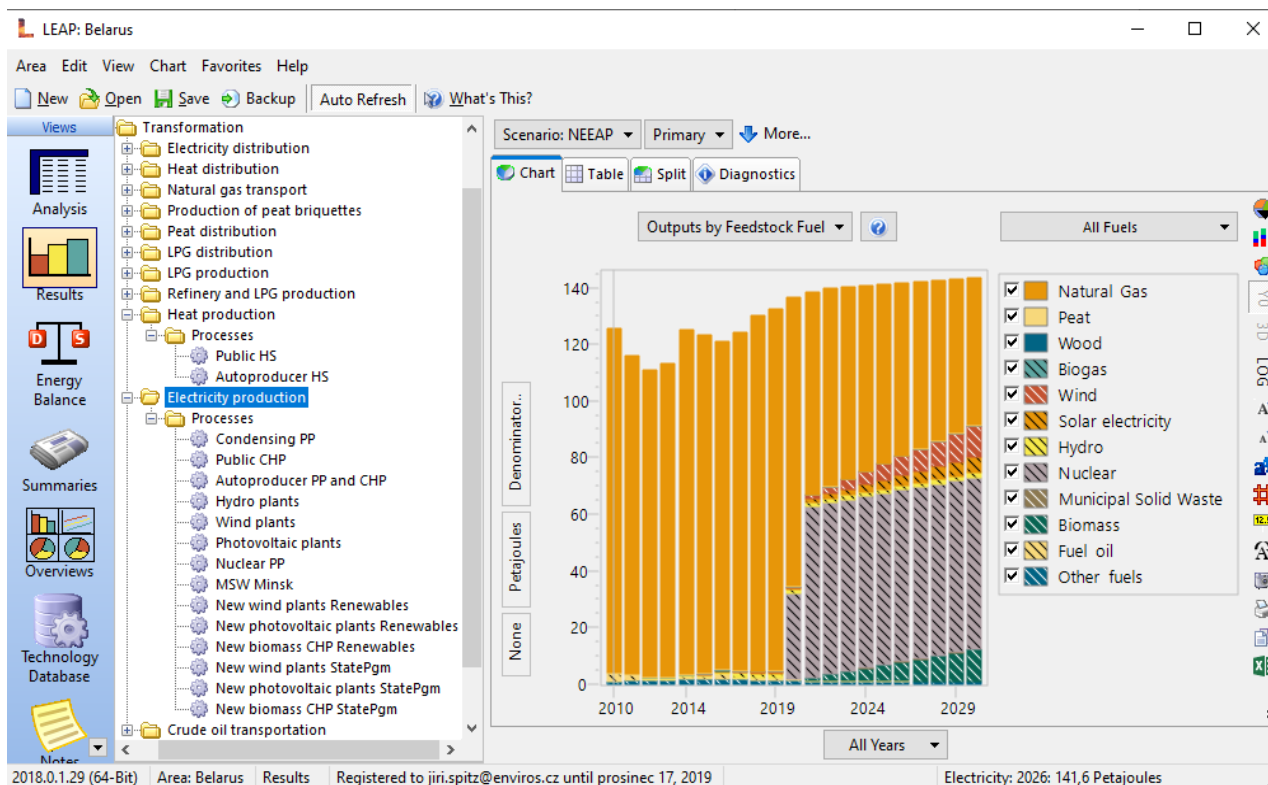 LEAP: Belarus
Area Edit View Chart Favorites Help
New Open Save Backup Auto Refresh What's This?
Views
Analysis
Results
Energy
Balance
Summaries
Overviews
Technology
Database
Notes
Transformation
Electricity distribution
Heat distribution
Natural gas transport
Production of peat briquettes
Peat distribution
LPG distribution
LPG production
Refinery and LPG production
Heat production
Processes
Public HS
Autoproducer HS
Electricity production
Processes
Condensing PP
Public CHP
Autoproducer PP and CHP
Hydro plants
Wind plants
Photovoltaic plants
Nuclear PP
MSW Minsk
New wind plants Renewables
New photovoltaic plants Renewables
New biomass CHP Renewables
New wind plants StatePgm
New photovoltaic plants StatePgm
New biomass CHP StatePgm
Crude oil transportation
Scenario: NEEAP Primary More...
Chart Table Split Diagnostics
Outputs by Feedstock Fuel ? All Fuels
Denominator..
Petajoules
None
140
120
100
80
60
40
20
0
2010 2014 2019 2024 2029
Natural Gas
Peat
Wood
Biogas
Wind
Solar electricity
Hydro
Nuclear
Municipal Solid Waste
Biomass
Fuel oil
Other fuels
3D
LOG
All Years
2018.0.1.29 (64-Bit) Area: Belarus Results Registered to jiri.spitz@enviros.cz until prosinec 17, 2019 Electricity: 2026: 141,6 Petajoules